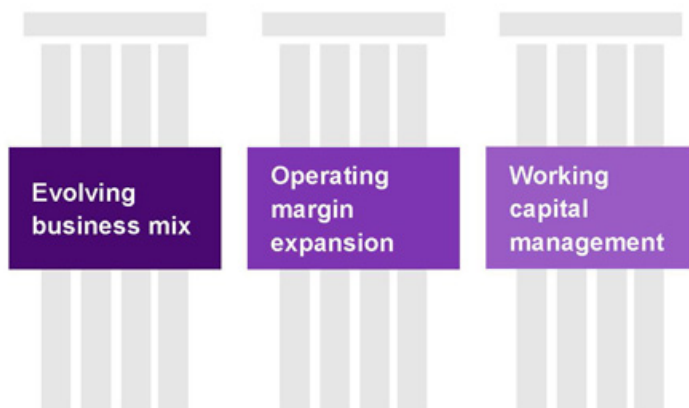 Evolving
business mix
Operating
margin
expansion
Working
capital
management